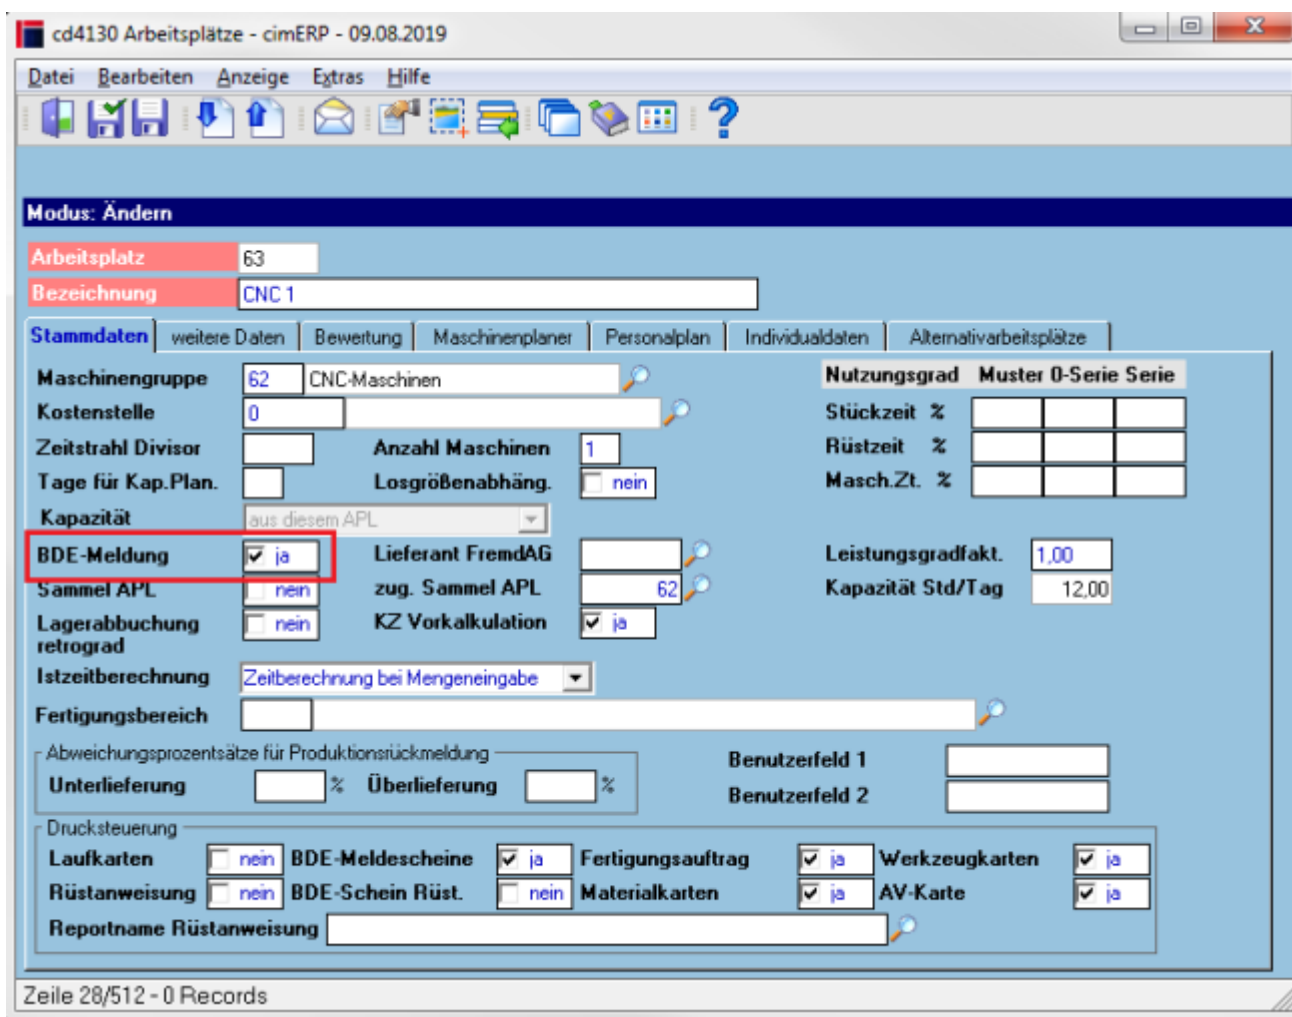 cd4130 Arbeitsplätze - cimERP - 09.08.2019
Datei Bearbeiten Anzeige Extras Hilfe
Modus: Ändern
Arbeitsplatz 63
Bezeichnung CNC 1
Stammdaten weitere Daten Bewertung Maschinenplaner Personalplan Individualdaten Alternativarbeitsplätze
Maschinengruppe 62 CNC-Maschinen Nutzungsgrad Muster 0-Serie Serie
Kostenstelle 0 Stückzeit %
Zeitstrahl Divisor Anzahl Maschinen 1 Rüstzeit %
Tage für Kap.Plan. Losgrößenabhäng. nein Masch.Zt. %
Kapazität aus diesem APL
BDE-Meldung ja Lieferant FremdAG Leistungsgradfakt. 1,00
Sammel APL nein zug. Sammel APL 62 Kapazität Std/Tag 12,00
Lagerabbuchung retrograd nein KZ Vorkalkulation ja
Istzeitberechnung Zeitberechnung bei Mengeneingabe
Fertigungsbereich
Abweichungsprozentsätze für Produktionsrückmeldung
Unterlieferung % Überlieferung % Benutzerfeld 1
Benutzerfeld 2
Drucksteuerung
Laufkarten nein BDE-Meldescheine ja Fertigungsauftrag ja Werkzeugkarten ja
Rüstanweisung nein BDE-Schein Rüst. nein Materialkarten ja AV-Karte ja
Reportname Rüstanweisung
Zeile 28/512 - 0 Records